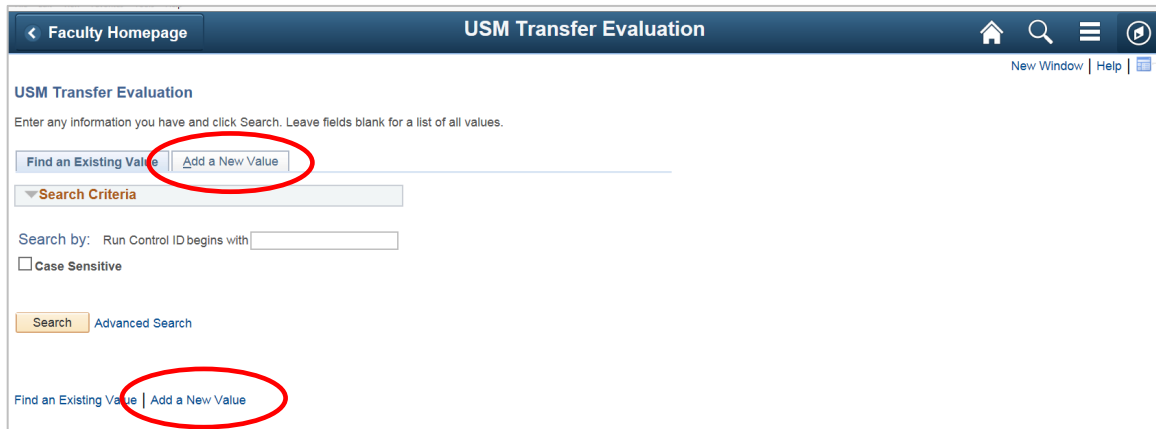 Faculty Homepage USM Transfer Evaluation
New Window | Help |
USM Transfer Evaluation
Enter any information you have and click Search. Leave fields blank for a list of all values.
Find an Existing Value Add a New Value
Search Criteria
Search by: Run Control ID begins with
Case Sensitive
Search Advanced Search
Find an Existing Value | Add a New Value